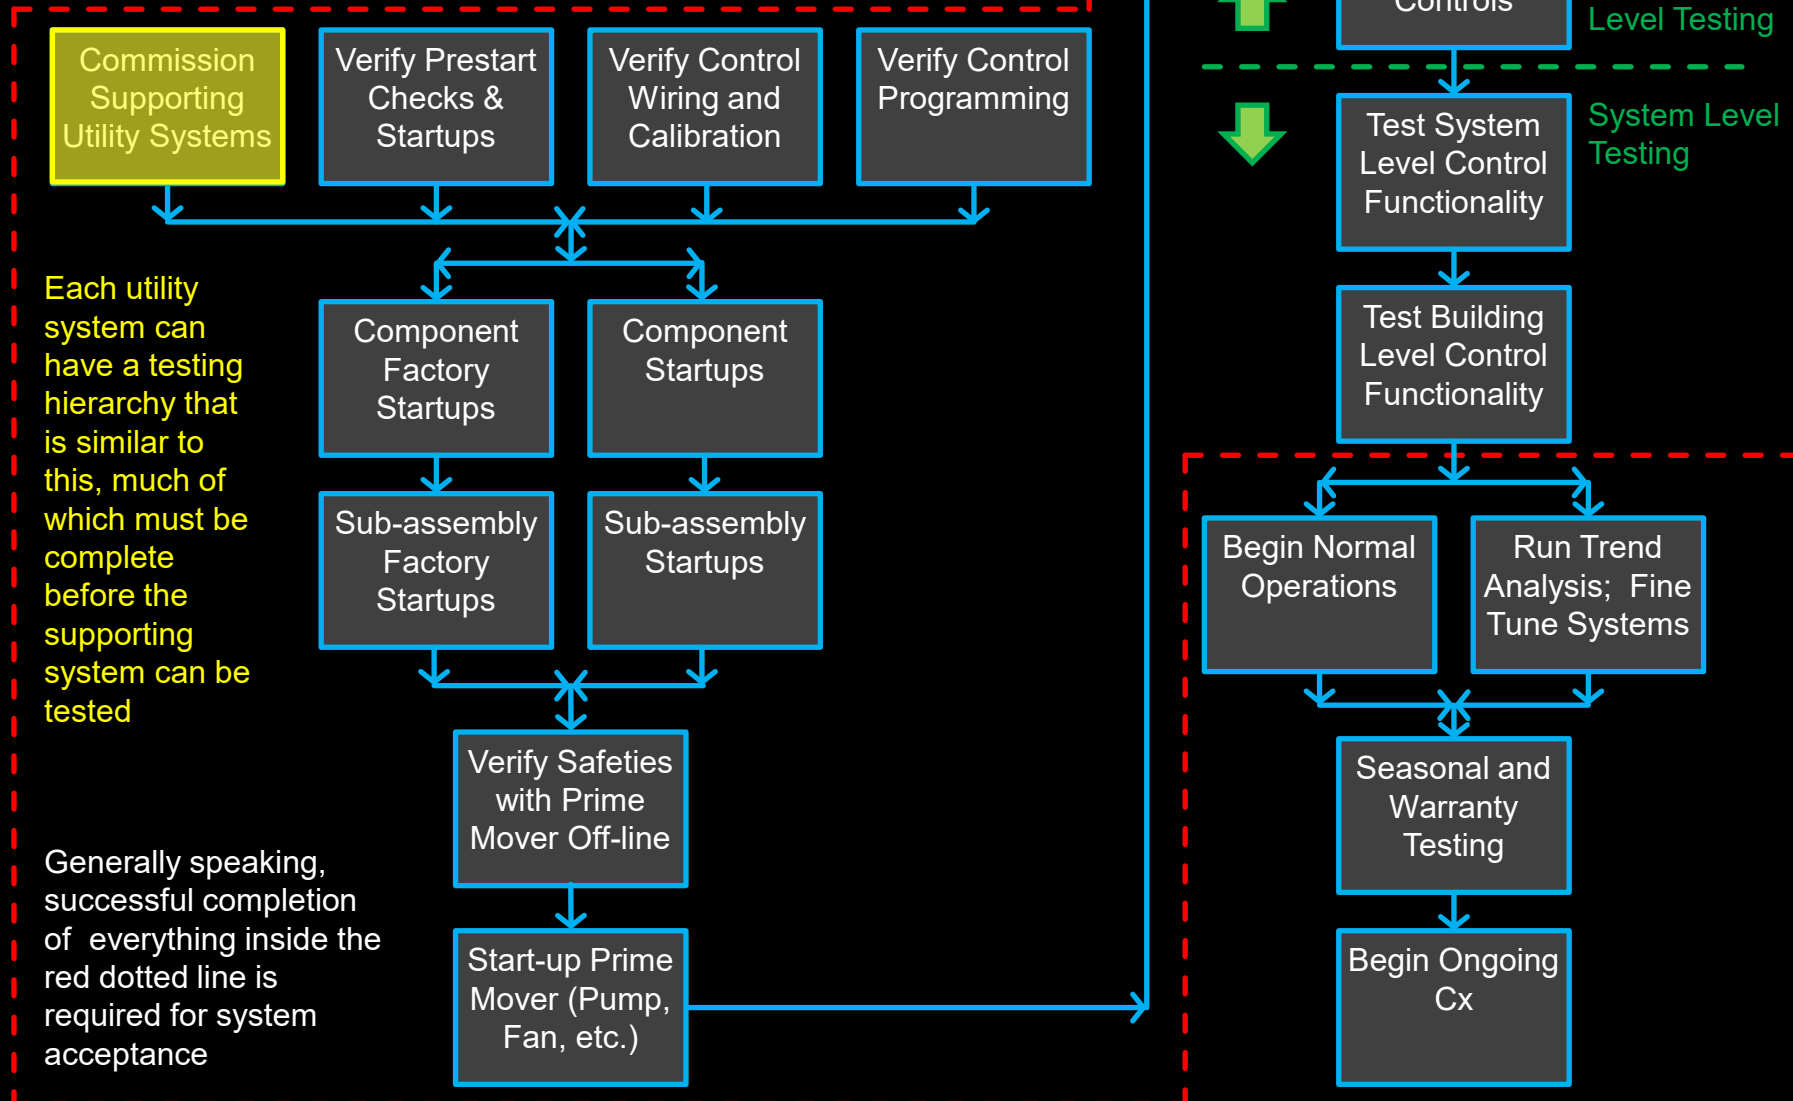 Commission
Supporting
Utility Systems
Verify Prestart
Checks &
Startups
Verify Control
Wiring and
Calibration
Verify Control
Programming
Each utility
system can
have a testing
hierarchy that
is similar to
this, much of
which must be
complete
before the
supporting
system can be
tested
Component
Factory
Startups
Component
Startups
Sub-assembly
Factory
Startups
Sub-assembly
Startups
Verify Safeties
with Prime
Mover Off-line
Generally speaking,
successful completion
of  everything inside the
red dotted line is
required for system
acceptance
Start-up Prime
Mover (Pump,
Fan, etc.)
Controls
Level Testing
System Level
Testing
Test System
Level Control
Functionality
Test Building
Level Control
Functionality
Begin Normal
Operations
Run Trend
Analysis;  Fine
Tune Systems
Seasonal and
Warranty
Testing
Begin Ongoing
Cx